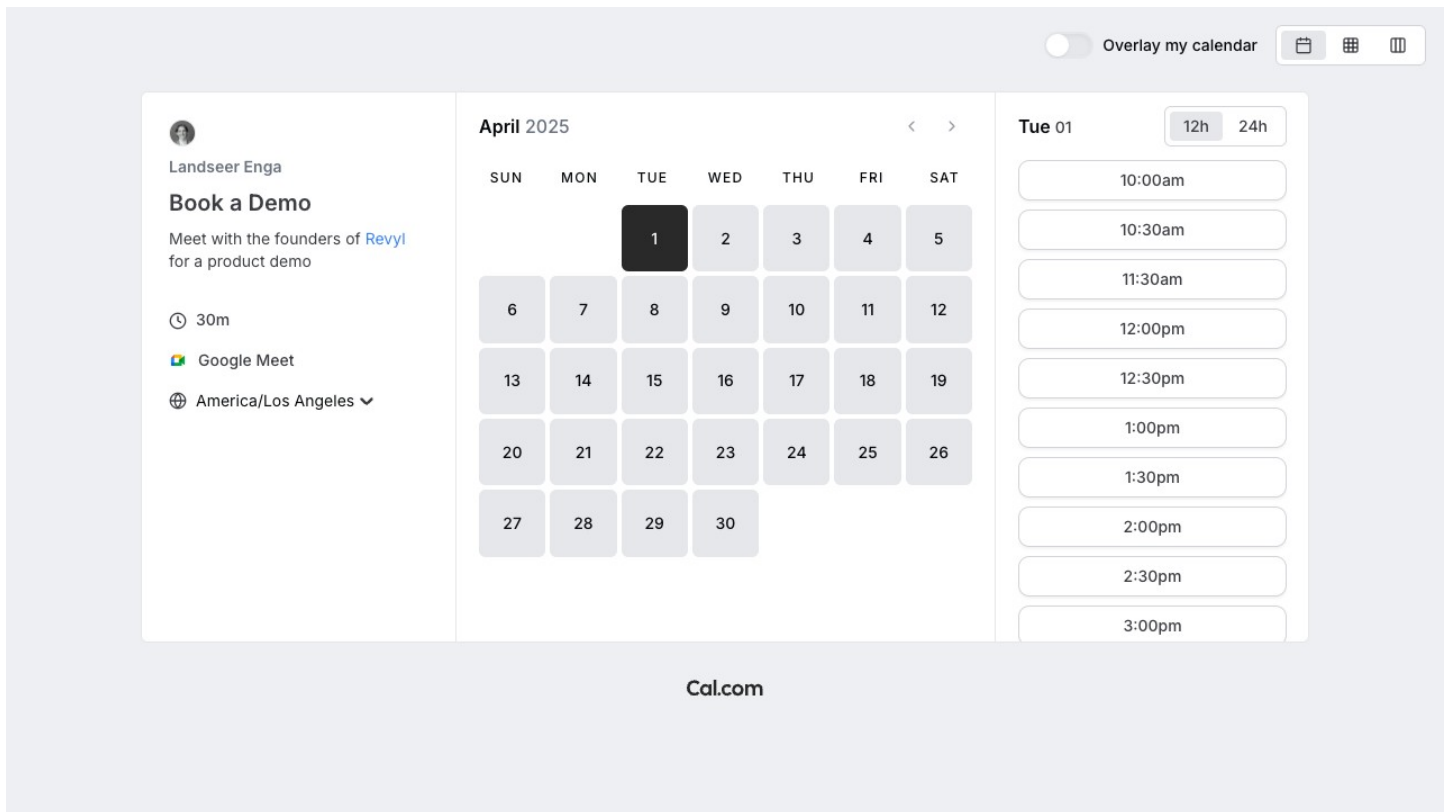 Overlay my calendar
Landseer Enga
Book a Demo
Meet with the founders of Revyl
for a product demo
30m
Google Meet
America/Los Angeles
April 2025
SUN MON TUE WED THU FRI SAT
1 2 3 4 5
6 7 8 9 10 11 12
13 14 15 16 17 18 19
20 21 22 23 24 25 26
27 28 29 30
Tue 01
12h 24h
10:00am
10:30am
11:30am
12:00pm
12:30pm
1:00pm
1:30pm
2:00pm
2:30pm
3:00pm
Cal.com